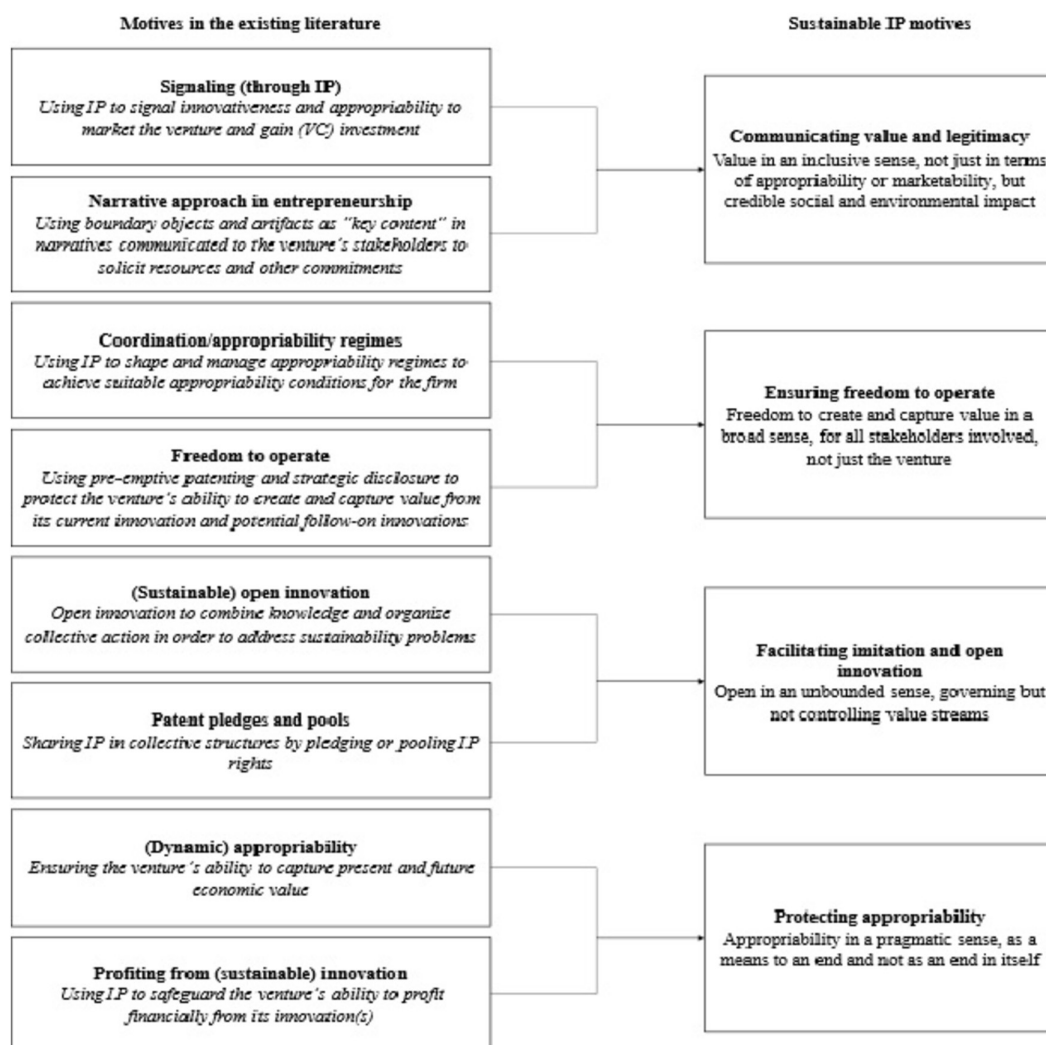 Motives in the existing literature
Sustainable IP motives
Signaling (through IP)
Using IP to signal innovativeness and appropriability to
market the venture and gain (VC) investment
Narrative approach in entrepreneurship
Using boundary objects and artifacts as "key content" in
narratives communicated to the venture's stakeholders to
solicit resources and other commitments
Communicating value and legitimacy
Value in an inclusive sense, not just in terms
of appropriability or marketability, but
credible social and environmental impact
Coordination/appropriability regimes
Using IP to shape and manage appropriability regimes to
achieve suitable appropriability conditions for the firm
Freedom to operate
Using pre-emptive patenting and strategic disclosure to
protect the venture's ability to create and capture value from
its current innovation and potential follow-on innovations
Ensuring freedom to operate
Freedom to create and capture value in a
broad sense, for all stakeholders involved,
not just the venture
(Sustainable) open innovation
Open innovation to combine knowledge and organize
collective action in order to address sustainability problems
Patent pledges and pools
Sharing IP in collective structures by pledging or pooling IP
rights
Facilitating imitation and open
innovation
Open in an unbounded sense, governing but
not controlling value streams
(Dynamic) appropriability
Ensuring the venture's ability to capture present and future
economic value
Profiting from (sustainable) innovation
Using IP to safeguard the venture's ability to profit
financially from its innovation(s)
Protecting appropriability
Appropriability in a pragmatic sense, as a
means to an end and not as an end in itself